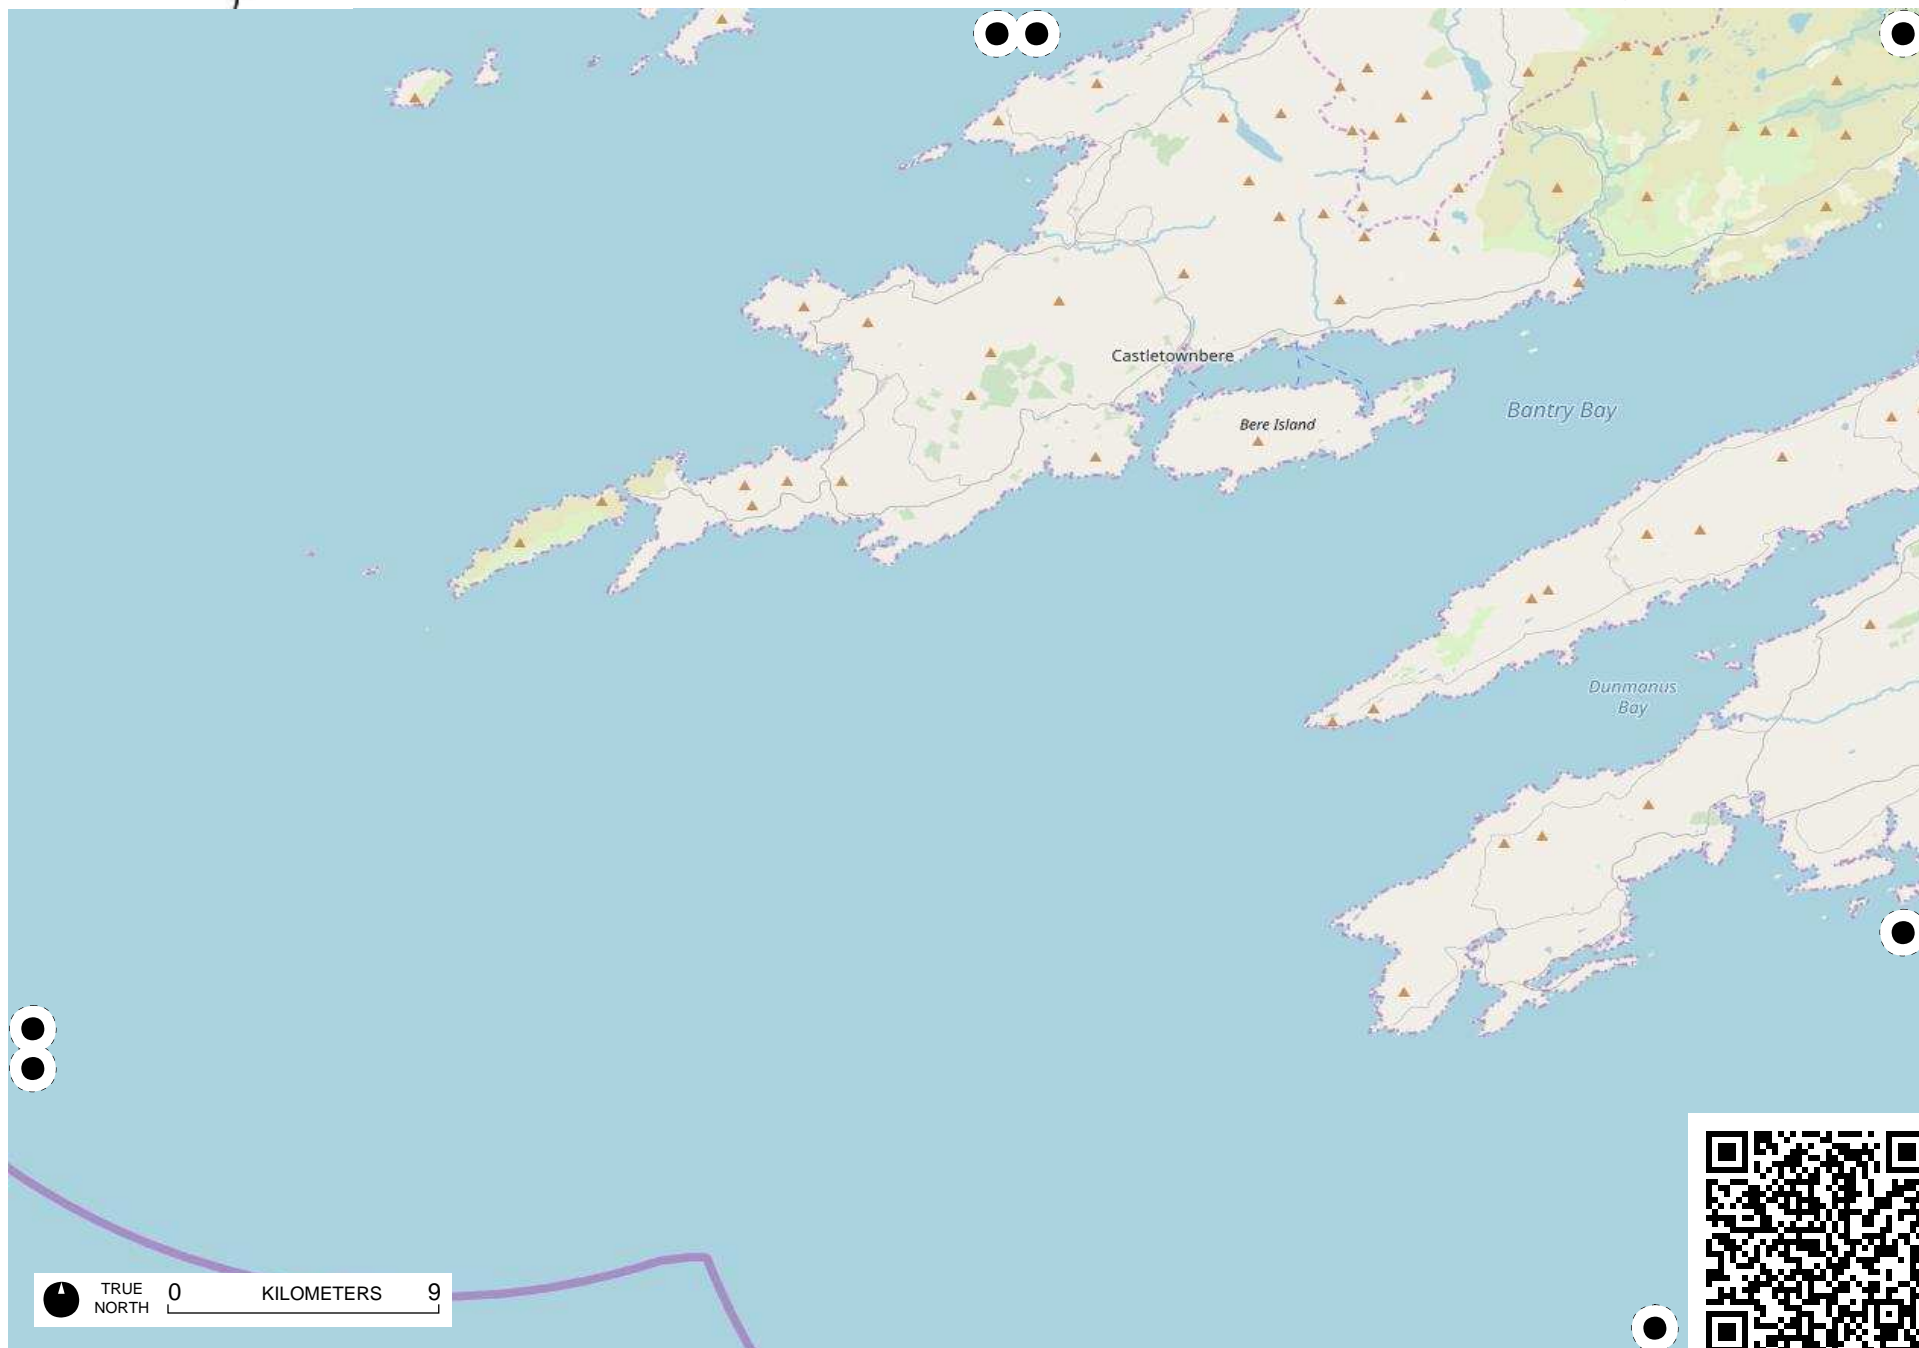 Castletownbere
Bere Island
Bantry Bay
Dunmanus
Bay
TRUE
NORTH
0 KILOMETERS 9